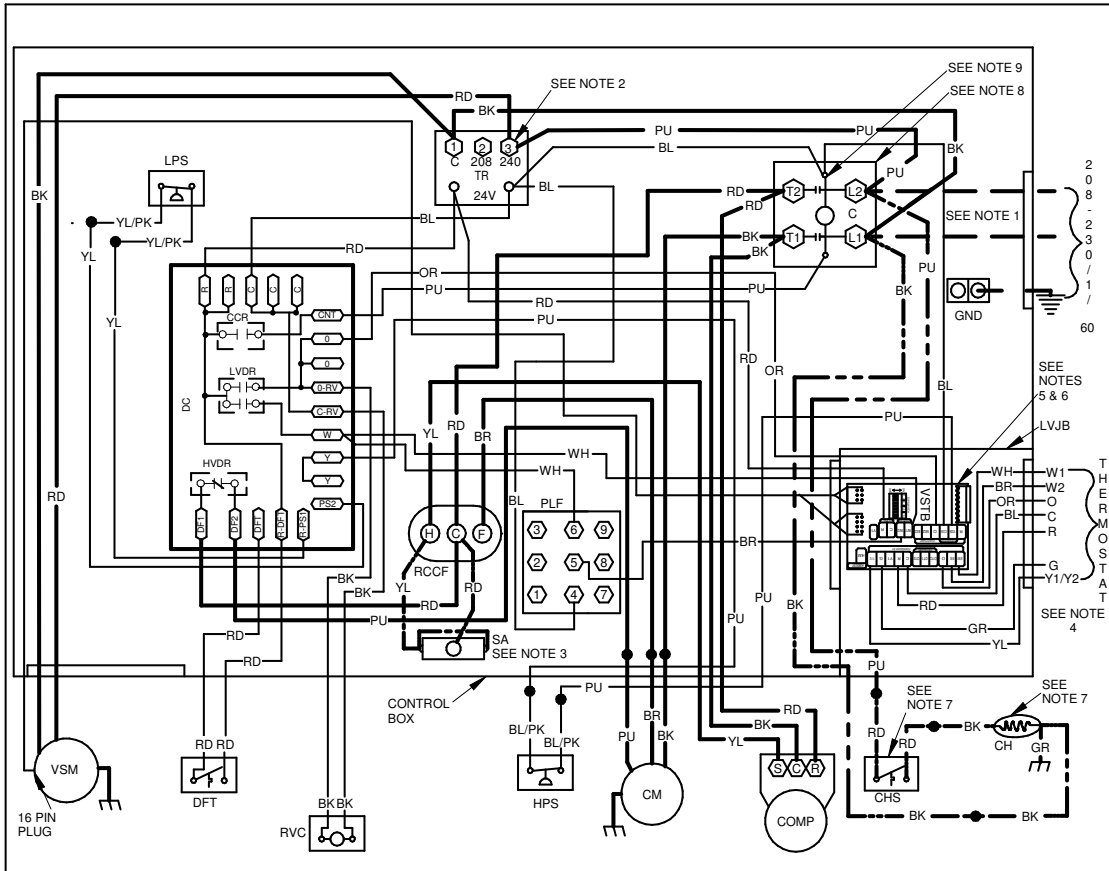 SEE NOTE 9
SEE NOTE 8
SEE NOTE 2
RD
BK
PU
PU
BK
1
2
3
C
208
240
TR
24V
BL
BL
T2
L2
C
T1
L1
PU
SEE NOTE 1
208-230/1/
60
BK
LPS
YL/PK
YL/PK
YL
YL
RD
BL
RD
RD
BK
BK
OR
PU
PU
PU
RD
BK
PU
GND
R
R
C
C
C
CCR
CNT
0
0
LVDR
0-RV
C-RV
W
Y
Y
PS2
DC
HVDR
DF1
DF2
DF1
R-DF1
R-PS1
RD
OR
BL
SEE
NOTES
5 & 6
LVJB
PU
YL
RD
BR
WH
WH
BL
PLF
3
6
9
2
5
8
1
4
7
H
C
F
RCCF
BR
VSTB
WH
W1
BR
W2
OR
O
BL
C
R
G
Y1/Y2
RD
GR
YL
THERMOSTAT
SEE NOTE
4
RD
BK
BK
YL
RD
RD
PU
SA
SEE NOTE 3
PU
PU
BK
RD
RD
CONTROL
BOX
PU
BL/PK
BL/PK
HPS
PU
BR
BK
CM
RD
BK
YL
S
C
R
COMP
PU
SEE
NOTE 7
SEE
NOTE 7
RD
RD
BK
CH
GR
CHS
BK
BK
VSM
16 PIN
PLUG
RD
RD
DFT
BK
BK
RVC